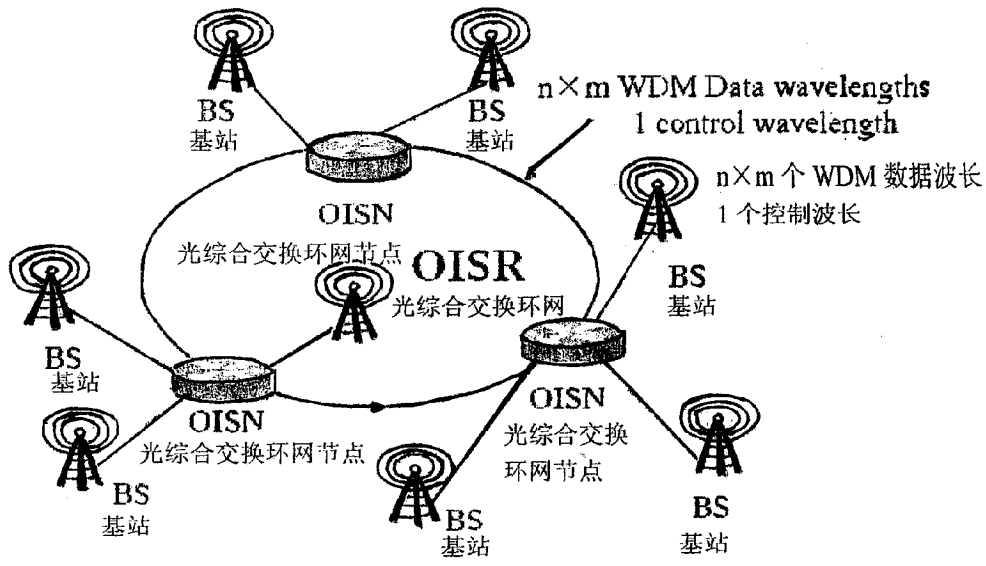 BS
基站
BS
基站
n×m WDM Data wavelengths
1 control wavelength
n×m 个 WDM 数据波长
1 个控制波长
OISN
光综合交换环网节点
OISR
光综合交换环网
BS
基站
BS
基站
OISN
光综合交换环网节点
OISN
光综合交换
环网节点
BS
基站
BS
基站
BS
基站